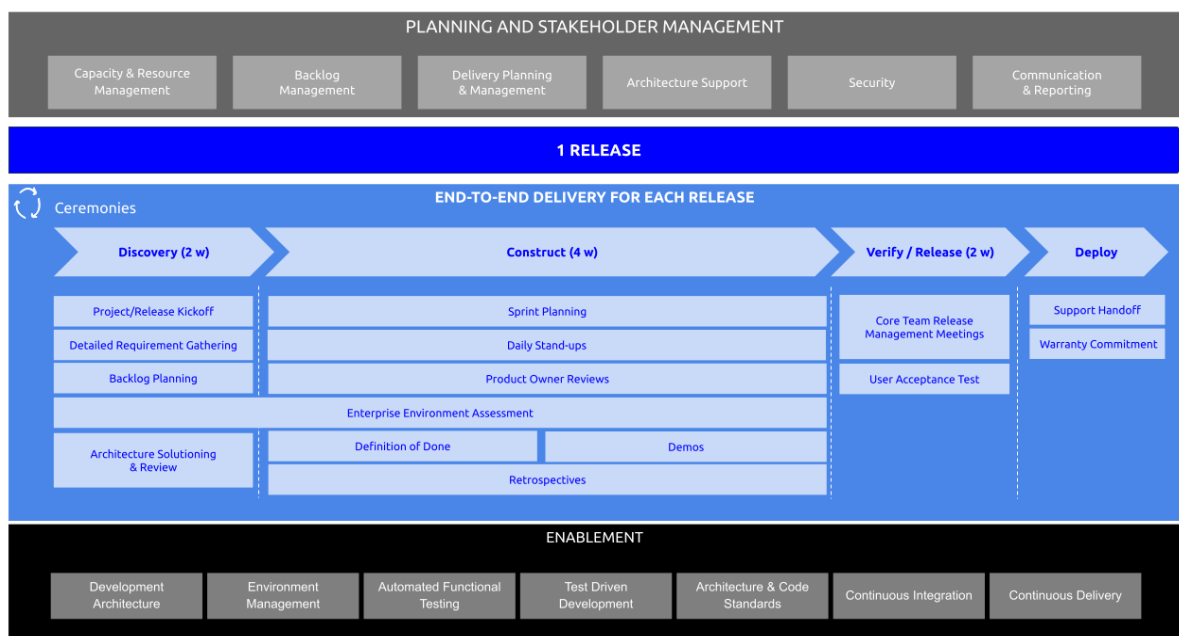 PLANNING AND STAKEHOLDER MANAGEMENT
Capacity & Resource
Management
Backlog
Management
Delivery Planning
& Management
Architecture Support
Security
Communication
& Reporting
1 RELEASE
END-TO-END DELIVERY FOR EACH RELEASE
Ceremonies
Discovery (2 w)
Construct (4 w)
Verify / Release (2 w)
Deploy
Project/Release Kickoff
Detailed Requirement Gathering
Backlog Planning
Sprint Planning
Daily Stand-ups
Product Owner Reviews
Enterprise Environment Assessment
Architecture Solutioning
& Review
Definition of Done
Demos
Retrospectives
Core Team Release
Management Meetings
User Acceptance Test
Support Handoff
Warranty Commitment
ENABLEMENT
Development
Architecture
Environment
Management
Automated Functional
Testing
Test Driven
Development
Architecture & Code
Standards
Continuous Integration
Continuous Delivery